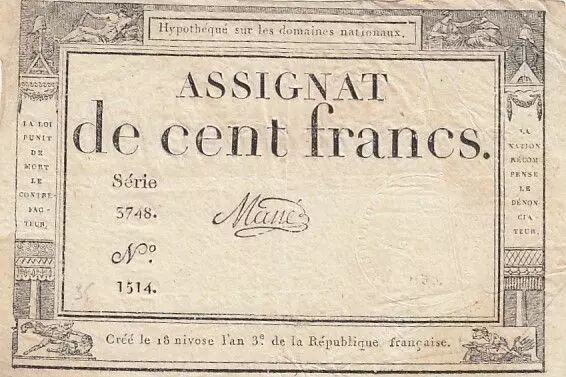 Hypothéqué sur les domaines nationaux.
ASSIGNAT
de cent francs.
LA LOI
PUNIT
DE
MORT
LE
CONTRE-
FAC-
TEUR.
Série
3748.
Nº.
1514.
Maué
36
LA
NATION
RÉCOM
PENSE
LE
DÉNON
CIA-
TEUR.
Créé le 18 nivose l'an 3ᵉ. de la République française.